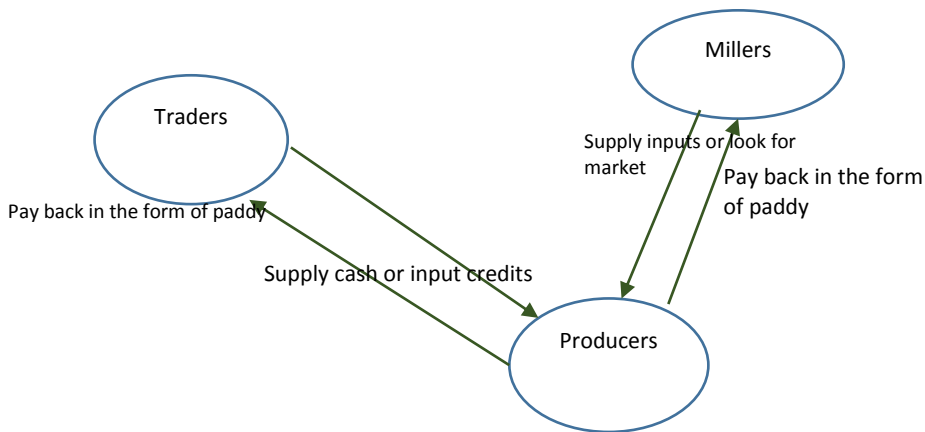 Millers
Traders
Supply inputs or look for
market
Pay back in the form
of paddy
Pay back in the form of paddy
Supply cash or input credits
Producers